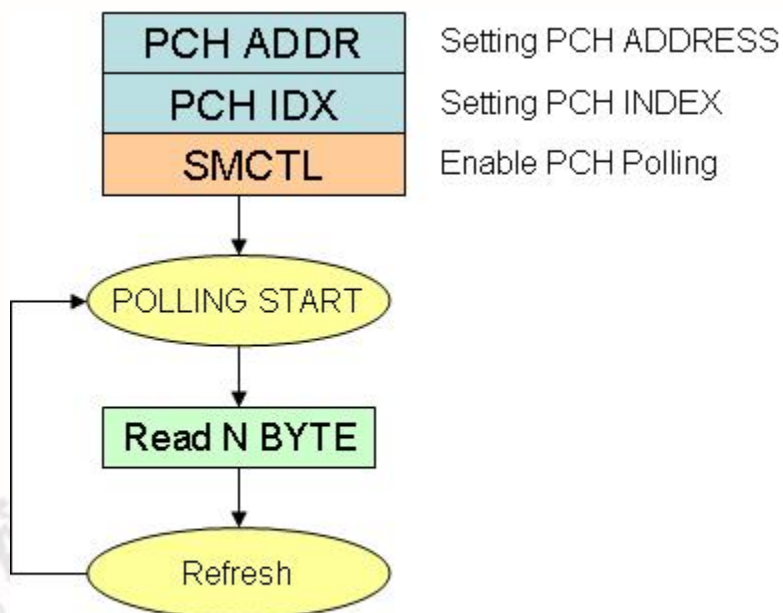 PCH ADDR Setting PCH ADDRESS
PCH IDX Setting PCH INDEX
SMCTL Enable PCH Polling
POLLING START
Read N BYTE
Refresh